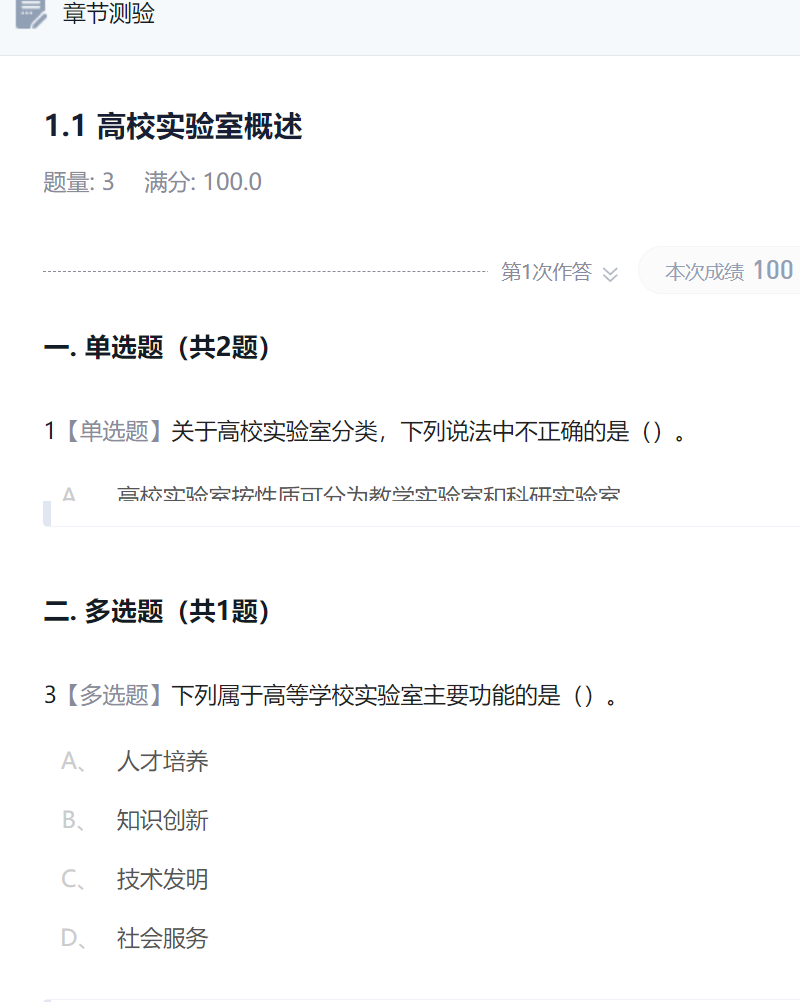 章节测验
1.1 高校实验室概述
题量: 3 满分: 100.0
第1次作答 本次成绩 100
一. 单选题（共2题）
1【单选题】关于高校实验室分类，下列说法中不正确的是（）。
A 高校实验室按性质可分为教学实验室和科研实验室
二. 多选题（共1题）
3【多选题】下列属于高等学校实验室主要功能的是（）。
A、 人才培养
B、 知识创新
C、 技术发明
D、 社会服务